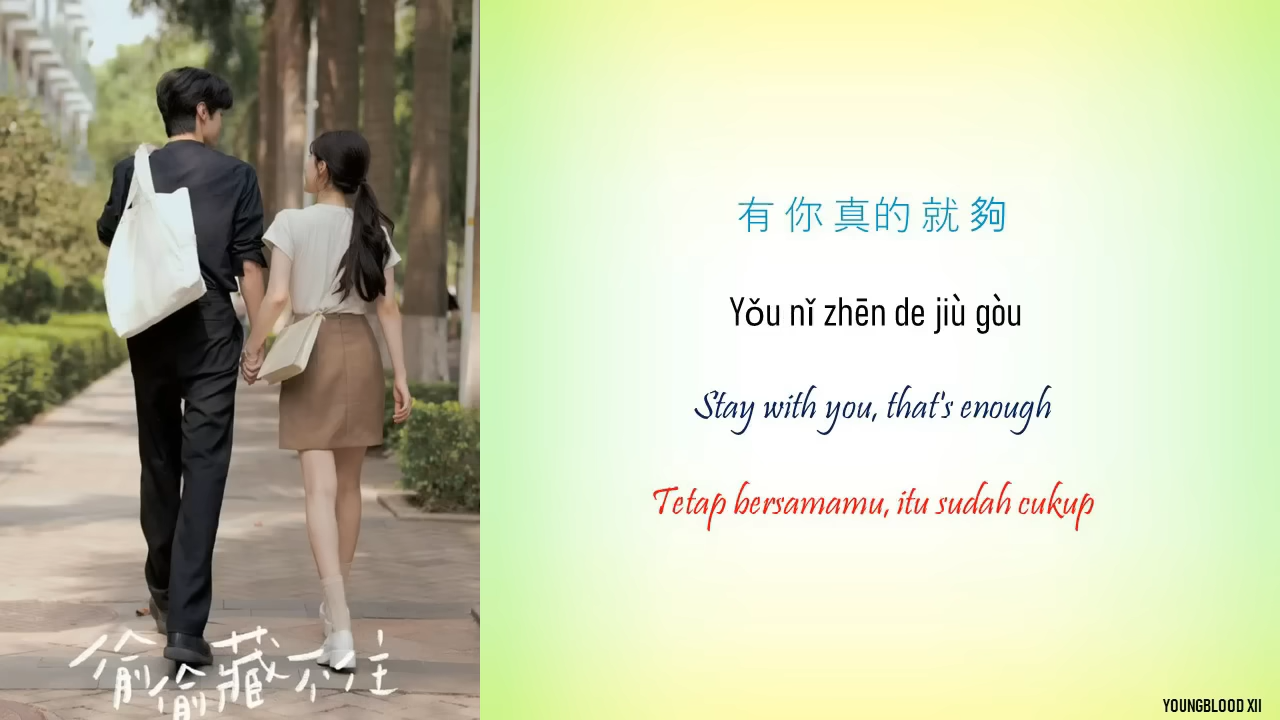 有 你 真的 就 夠
Yǒu nǐ zhēn de jiù gòu
Stay with you, that's enough
Tetap bersamamu, itu sudah cukup
偷偷藏不住
YOUNGBLOOD XII